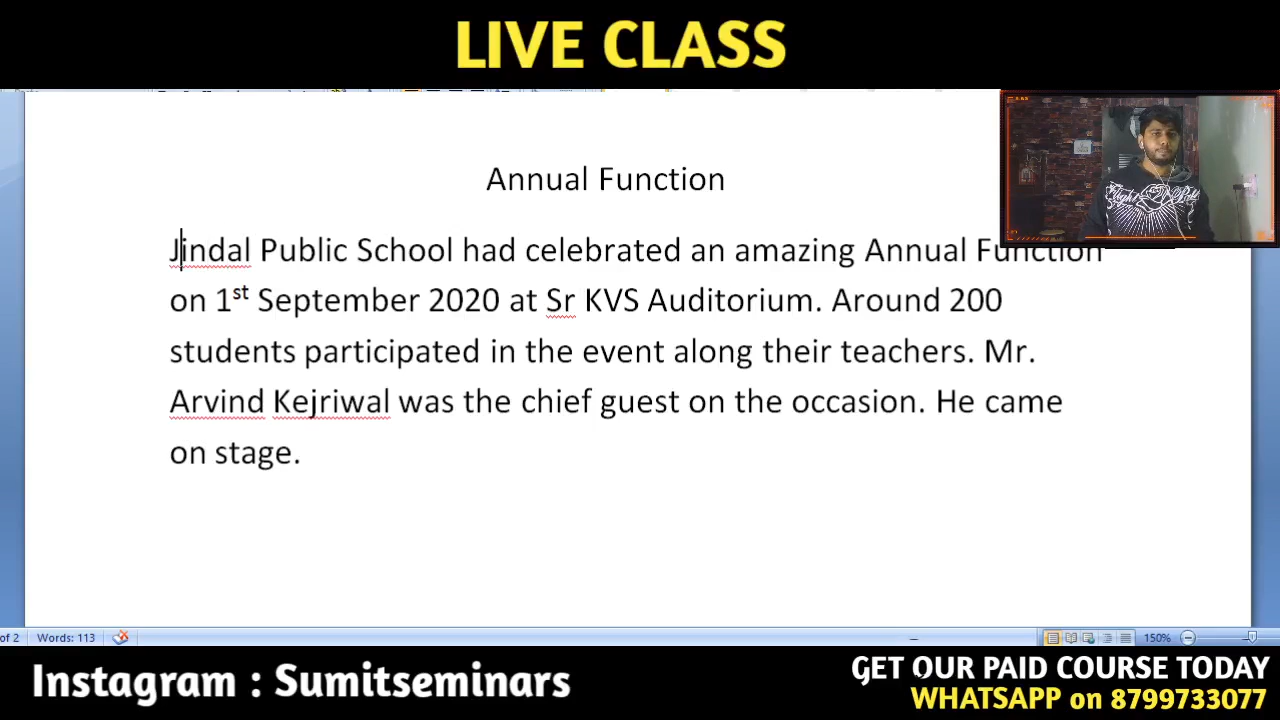 LIVE CLASS
Annual Function
Jindal Public School had celebrated an amazing Annual Function
on 1st September 2020 at Sr KVS Auditorium. Around 200
students participated in the event along their teachers. Mr.
Arvind Kejriwal was the chief guest on the occasion. He came
on stage.
of 2 Words: 113 150%
Instagram : Sumitseminars
GET OUR PAID COURSE TODAY
WHATSAPP on 8799733077